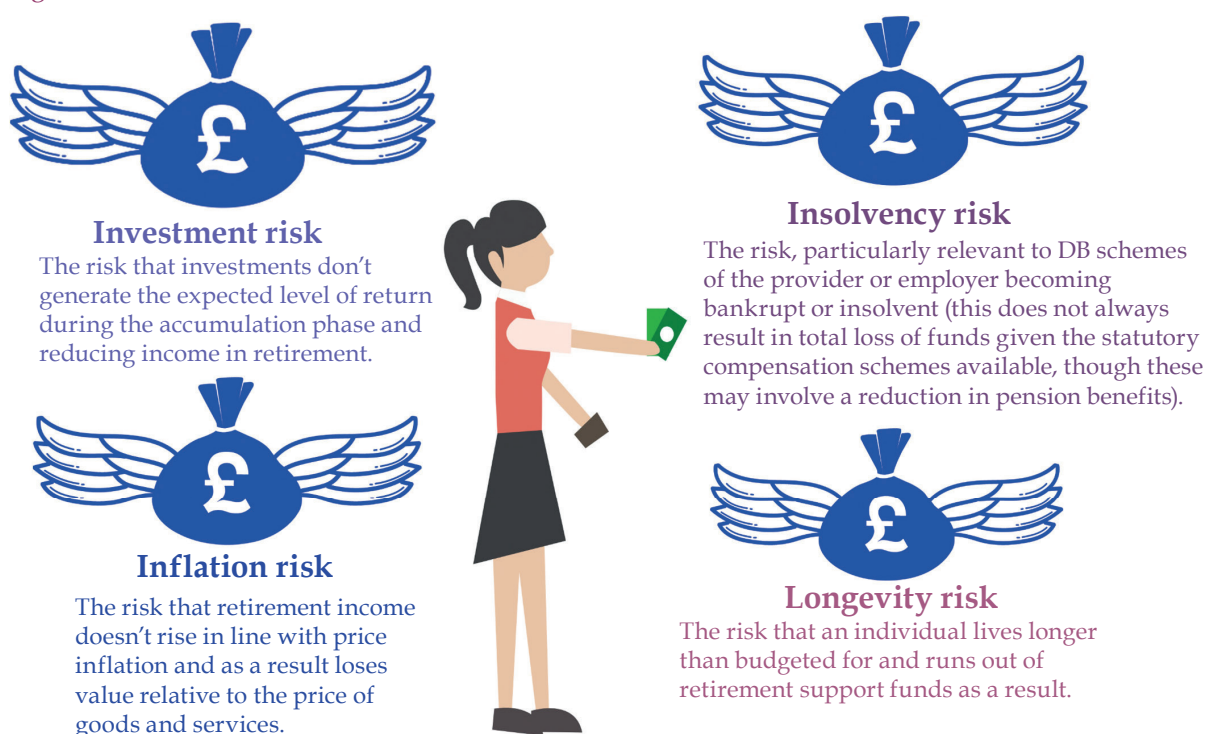 £
Investment risk
The risk that investments don’t
generate the expected level of return
during the accumulation phase and
reducing income in retirement.
£
Insolvency risk
The risk, particularly relevant to DB schemes
of the provider or employer becoming
bankrupt or insolvent (this does not always
result in total loss of funds given the statutory
compensation schemes available, though these
may involve a reduction in pension benefits).
£
Inflation risk
The risk that retirement income
doesn’t rise in line with price
inflation and as a result loses
value relative to the price of
goods and services.
£
Longevity risk
The risk that an individual lives longer
than budgeted for and runs out of
retirement support funds as a result.